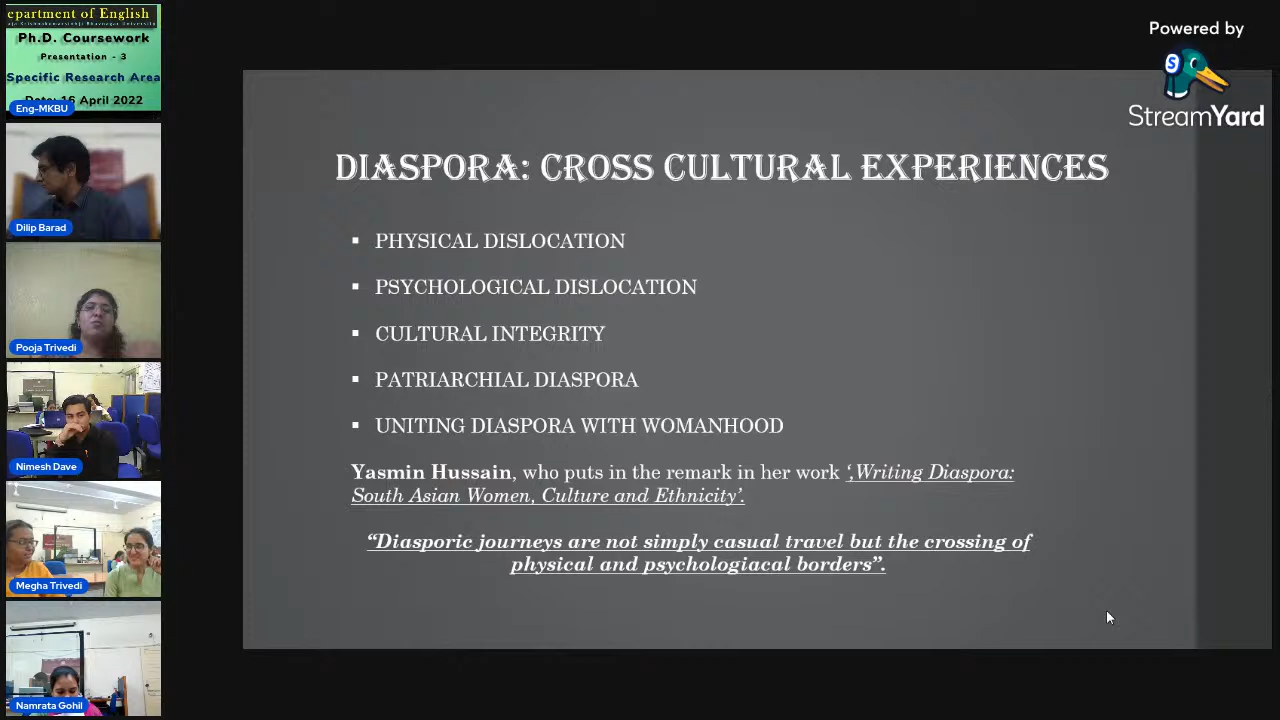 epartment of English
Ph.D. Coursework
Presentation - 3
Specific Research Area
Date: 16 April 2022
Eng-MKBU
Dilip Barad
Pooja Trivedi
Nimesh Dave
Megha Trivedi
Namrata Gohil
Powered by
S
StreamYard
DIASPORA: CROSS CULTURAL EXPERIENCES
▪ PHYSICAL DISLOCATION
▪ PSYCHOLOGICAL DISLOCATION
▪ CULTURAL INTEGRITY
▪ PATRIARCHIAL DIASPORA
▪ UNITING DIASPORA WITH WOMANHOOD
Yasmin Hussain, who puts in the remark in her work ‘,Writing Diaspora:
South Asian Women, Culture and Ethnicity’.
“Diasporic journeys are not simply casual travel but the crossing of
physical and psychologiacal borders”.